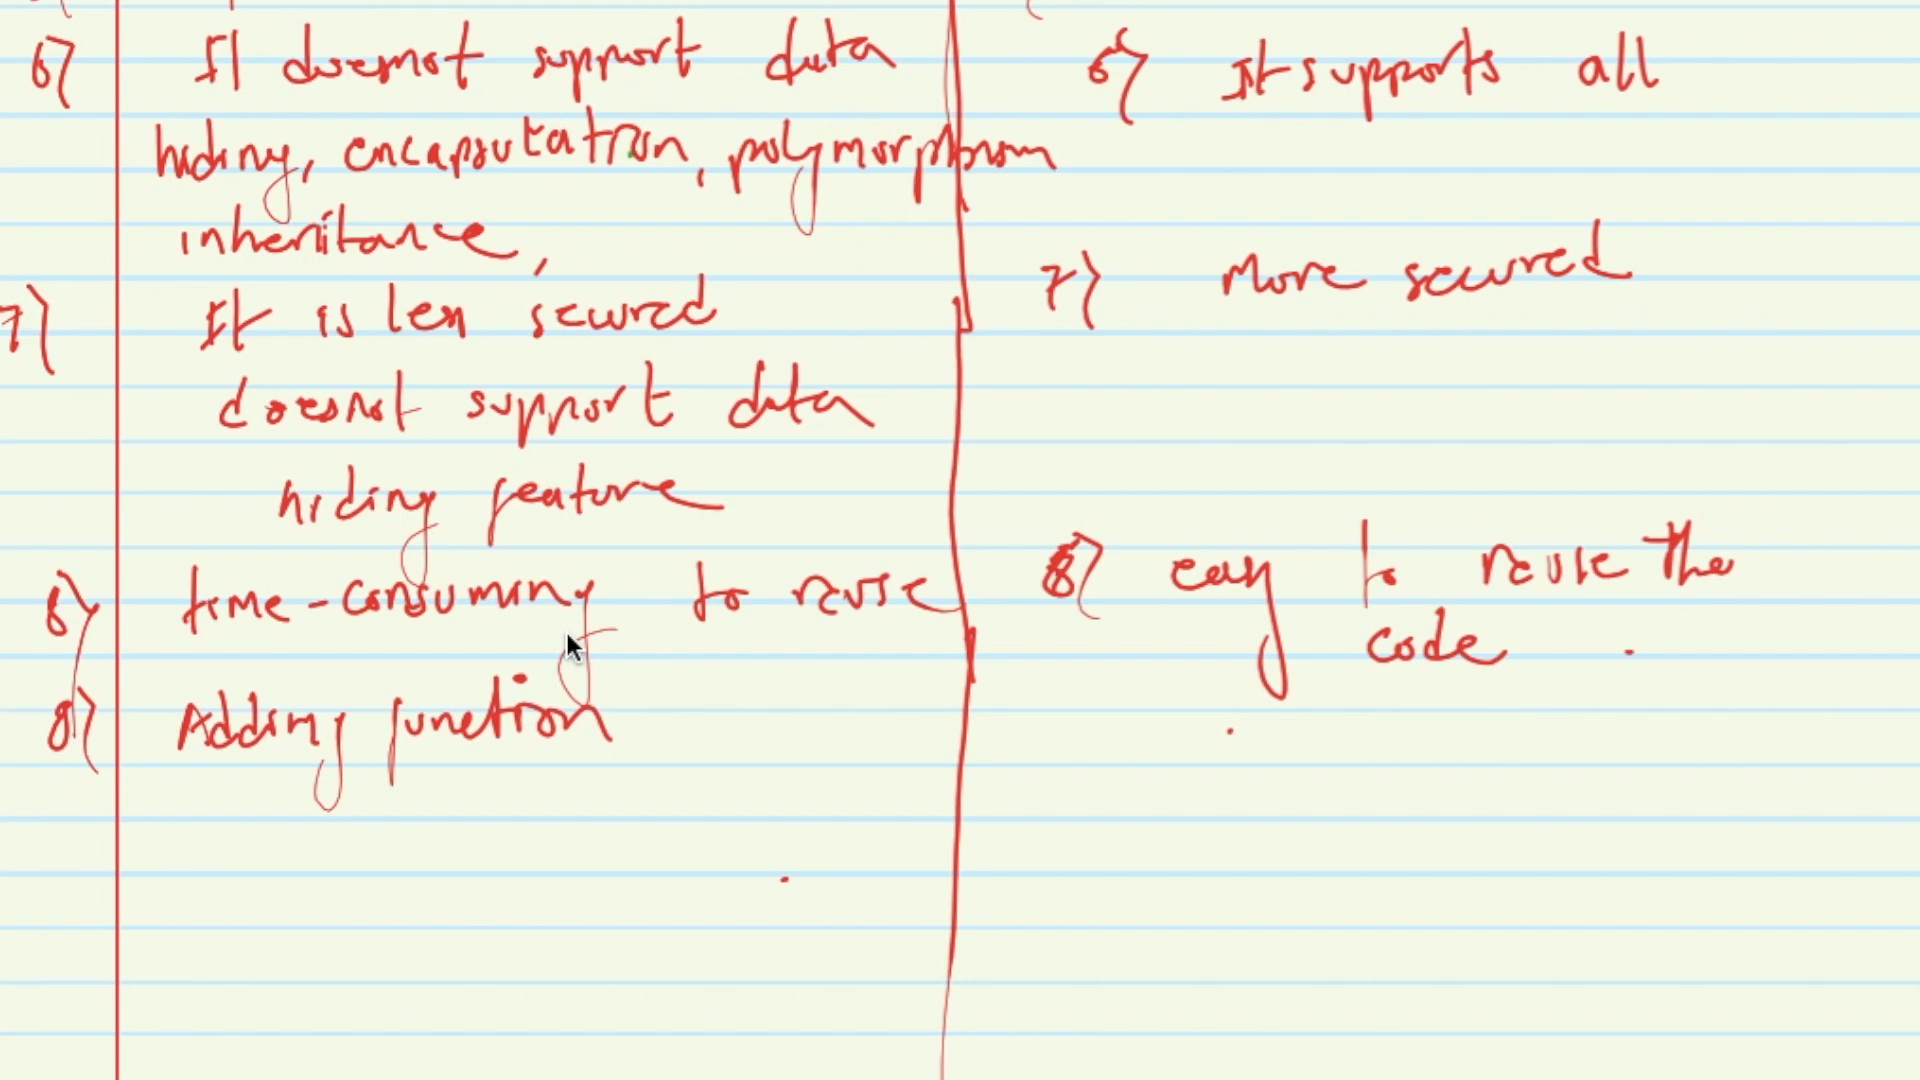 6) It doesnot support data
hiding, encapsulation, polymorphism
inheritance,
7) It is less secured
doesnot support data
hiding feature
8) time-consuming to reuse
9) Adding function
6) It supports all
7) More secured
8) easy to reuse the
code.